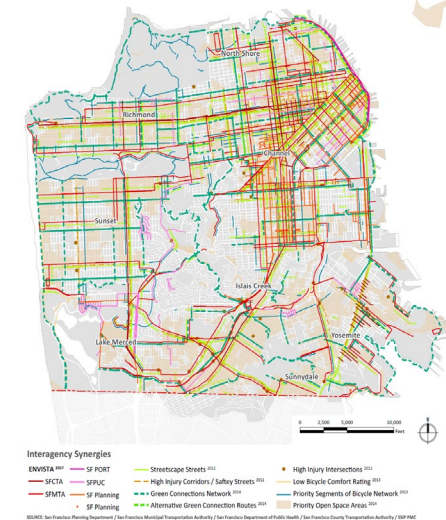 North Shore
Richmond
Channel
Sunset
Islais Creek
Lake Merced
Yosemite
Sunnydale
0 2,500 5,000 10,000
Feet
Interagency Synergies
ENVISTA 2017
SFCTA
SFMTA
SF PORT
SFPUC
SF Planning
SF Planning
Streetscape Streets 2011
High Injury Corridors / Saftey Streets 2011
Green Connections Network 2014
Alternative Green Connection Routes 2014
High Injury Intersections 2011
Low Bicycle Comfort Rating 2013
Priority Segments of Bicycle Network 2013
Priority Open Space Areas 2014
SOURCE: San Francisco Planning Department / San Francisco Municipal Transportation Authority / San Francisco Department of Public Health / San Francisco County Transportation Authority / SSIP PMC